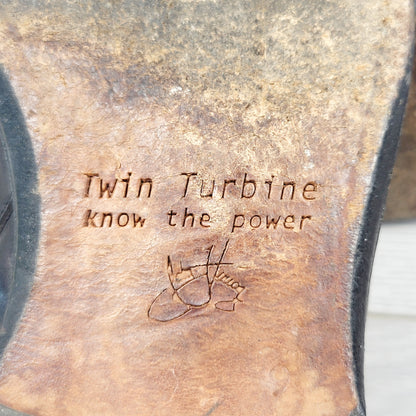 Twin Turbine
know the power